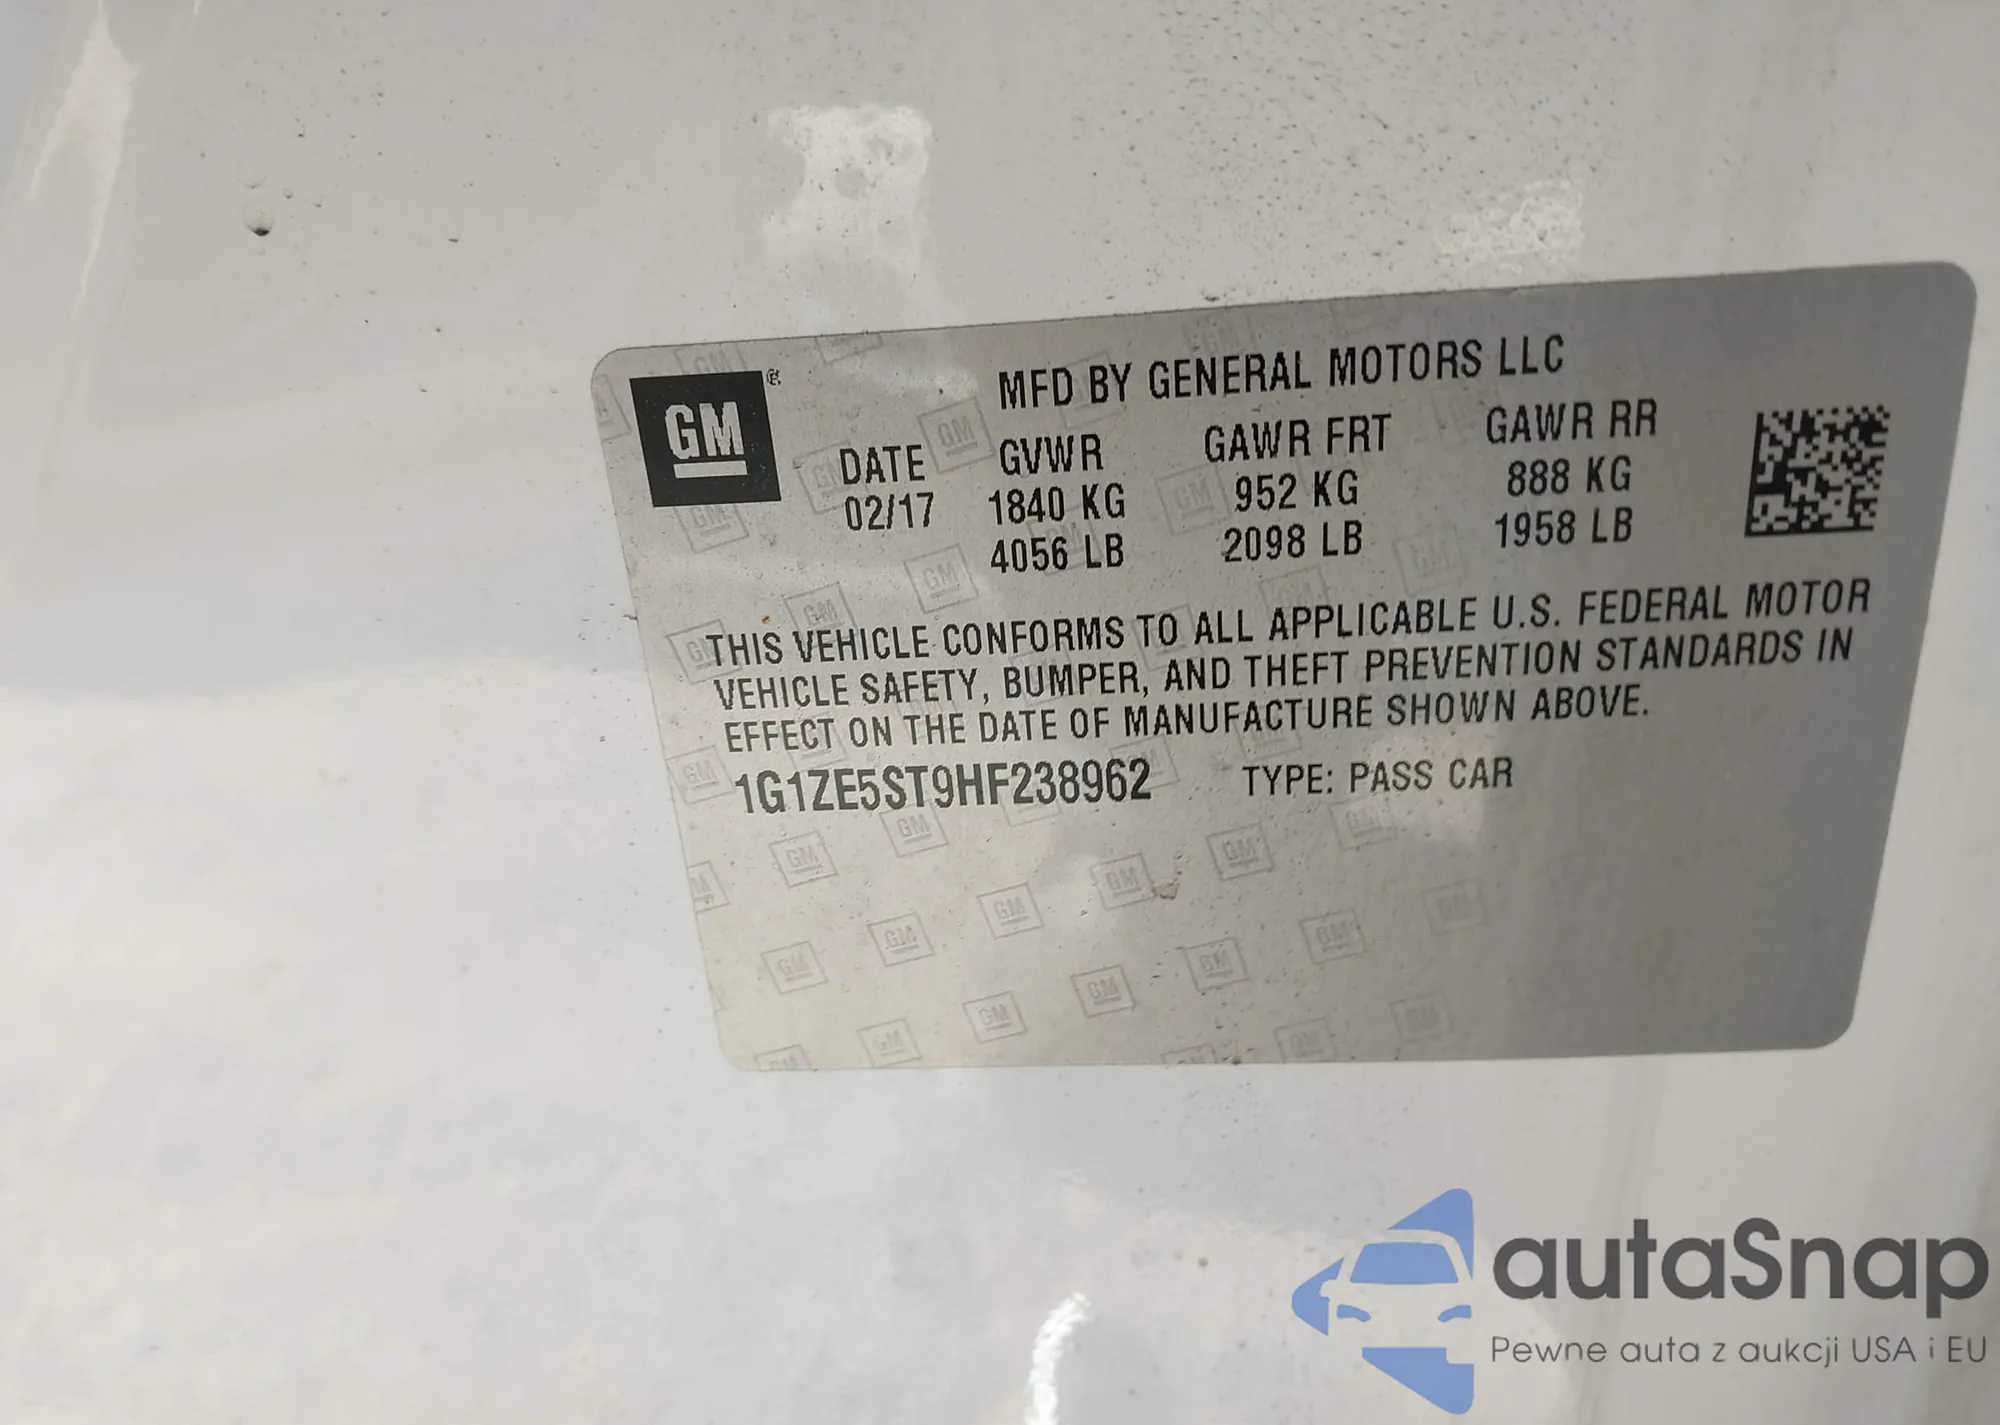 GM
MFD BY GENERAL MOTORS LLC
DATE GVWR GAWR FRT GAWR RR
02/17 1840 KG 952 KG 888 KG
4056 LB 2098 LB 1958 LB
THIS VEHICLE CONFORMS TO ALL APPLICABLE U.S. FEDERAL MOTOR
VEHICLE SAFETY, BUMPER, AND THEFT PREVENTION STANDARDS IN
EFFECT ON THE DATE OF MANUFACTURE SHOWN ABOVE.
1G1ZE5ST9HF238962 TYPE: PASS CAR
autaSnap
Pewne auta z aukcji USA i EU